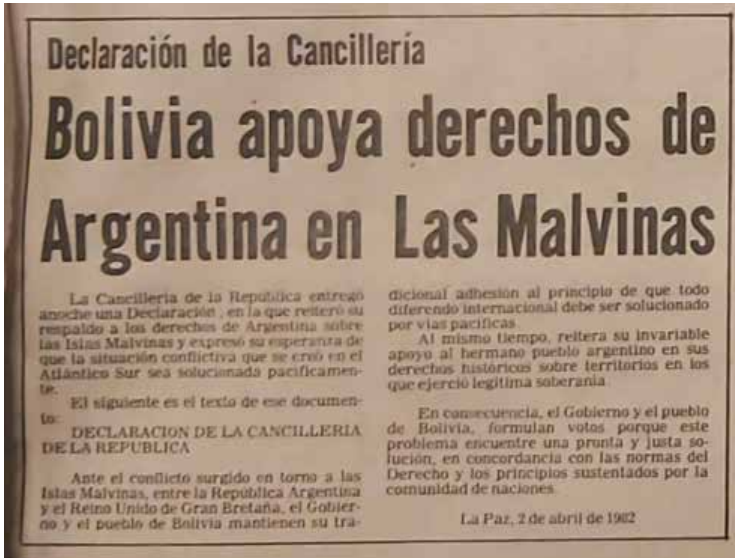 Declaración de la Cancillería
Bolivia apoya derechos de
Argentina en Las Malvinas
La Cancillería de la República entregó
anoche una Declaración, en la que reiteró su
respaldo a los derechos de Argentina sobre
las Islas Malvinas y expresó su esperanza de
que la situación conflictiva que se creó en el
Atlántico Sur sea solucionada pacíficamen-
te.
El siguiente es el texto de ese documen-
to:
DECLARACION DE LA CANCILLERIA
DE LA REPUBLICA
Ante el conflicto surgido en torno a las
Islas Malvinas, entre la República Argentina
y el Reino Unido de Gran Bretaña, el Gobier-
no y el pueblo de Bolivia mantienen su tra-
dicional adhesión al principio de que todo
diferendo internacional debe ser solucionado
por vías pacíficas.
Al mismo tiempo, reitera su invariable
apoyo al hermano pueblo argentino en sus
derechos históricos sobre territorios en los
que ejerció legítima soberanía.
En consecuencia, el Gobierno y el pueblo
de Bolivia, formulan votos porque este
problema encuentre una pronta y justa so-
lución, en concordancia con las normas del
Derecho y los principios sustentados por la
comunidad de naciones.
La Paz, 2 de abril de 1982